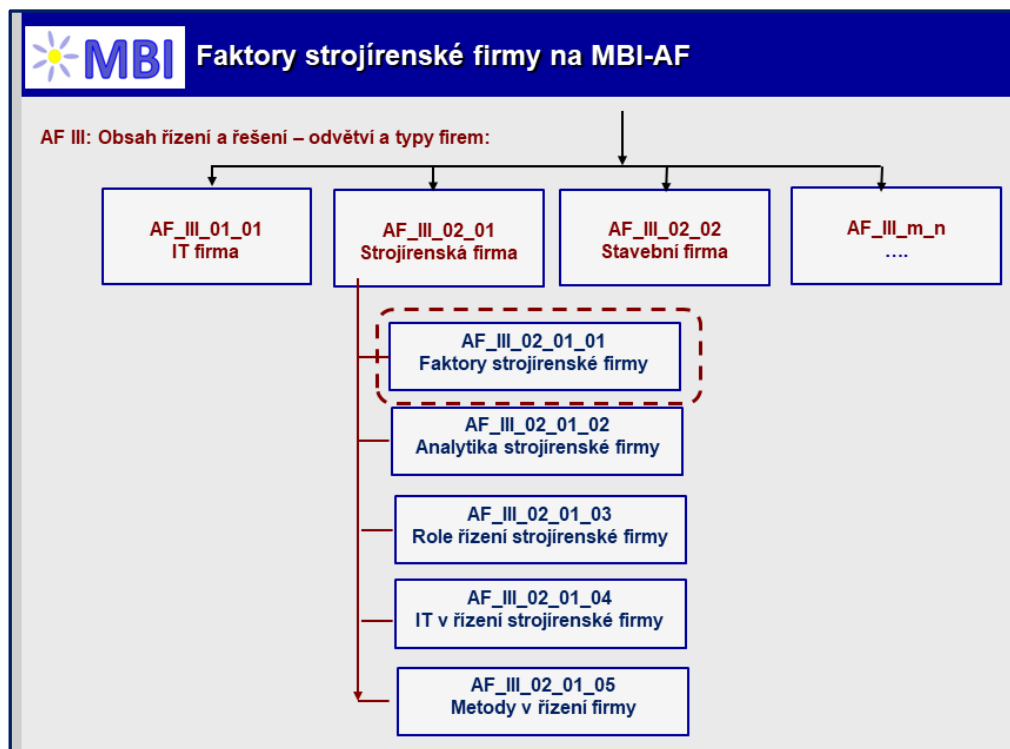 MBI
Faktory strojírenské firmy na MBI-AF
AF III: Obsah řízení a řešení – odvětví a typy firem:
AF_III_01_01
IT firma
AF_III_02_01
Strojírenská firma
AF_III_02_02
Stavební firma
AF_III_m_n
….
AF_III_02_01_01
Faktory strojírenské firmy
AF_III_02_01_02
Analytika strojírenské firmy
AF_III_02_01_03
Role řízení strojírenské firmy
AF_III_02_01_04
IT v řízení strojírenské firmy
AF_III_02_01_05
Metody v řízení firmy